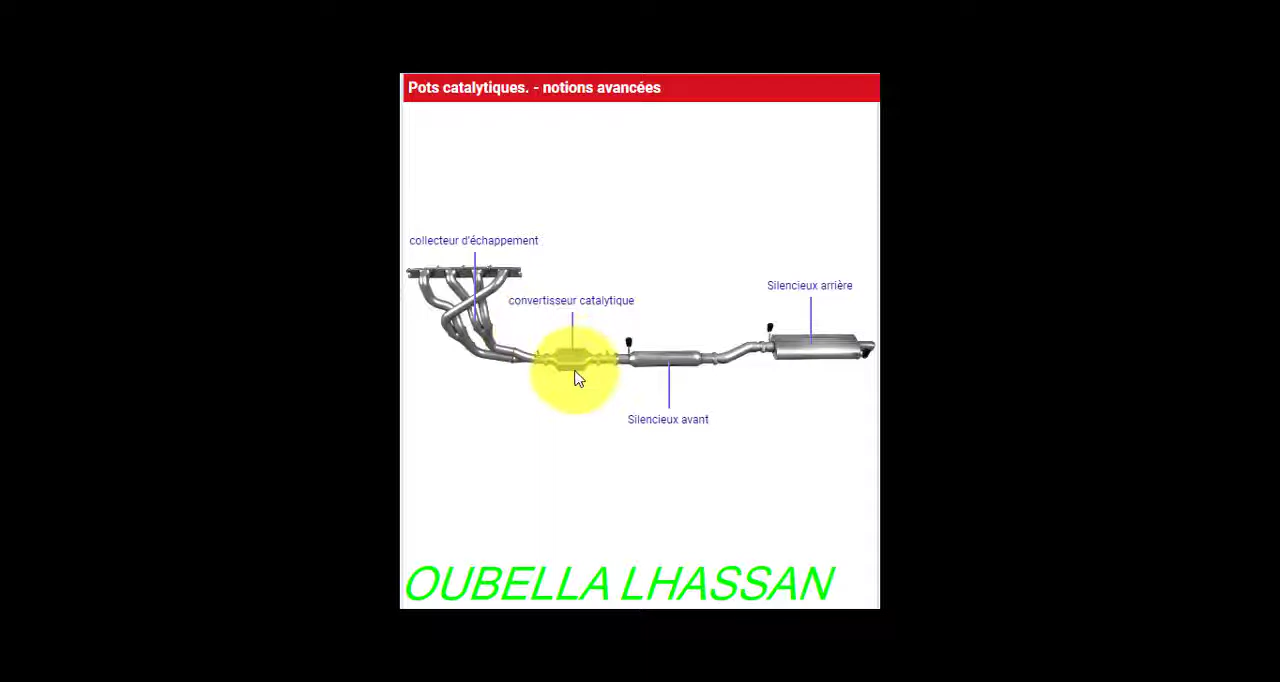 Pots catalytiques. - notions avancées
collecteur d'échappement
convertisseur catalytique
Silencieux arrière
Silencieux avant
OUBELLA LHASSAN